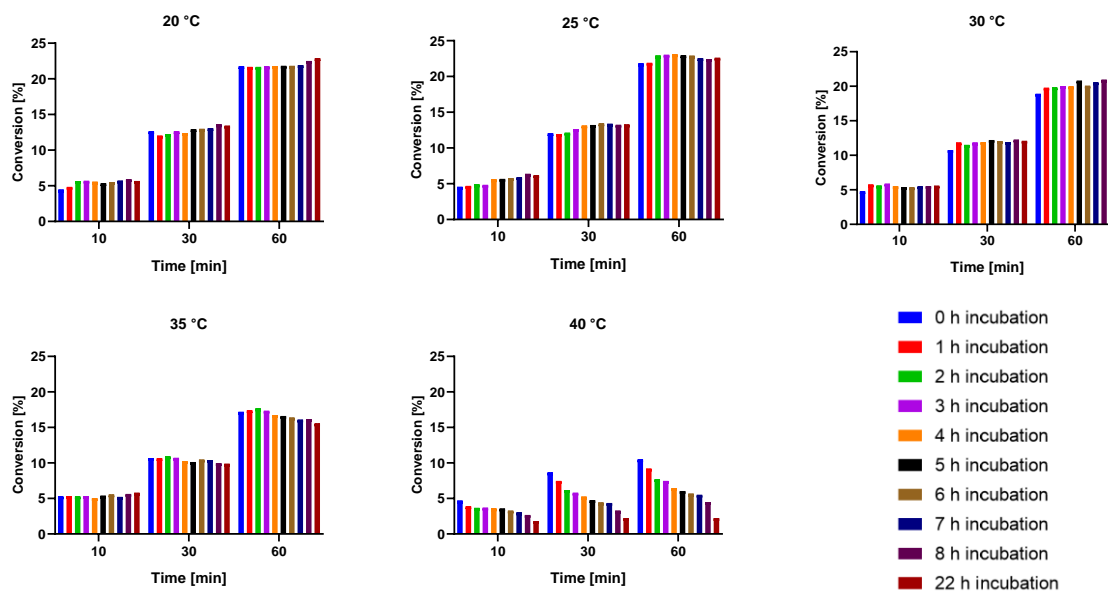 20 °C
25
20
15
10
5
0
Conversion [%]
10 30 60
Time [min]
25 °C
25
20
15
10
5
0
Conversion [%]
10 30 60
Time [min]
30 °C
25
20
15
10
5
0
Conversion [%]
10 30 60
Time [min]
35 °C
25
20
15
10
5
0
Conversion [%]
10 30 60
Time [min]
40 °C
25
20
15
10
5
0
Conversion [%]
10 30 60
Time [min]
0 h incubation
1 h incubation
2 h incubation
3 h incubation
4 h incubation
5 h incubation
6 h incubation
7 h incubation
8 h incubation
22 h incubation